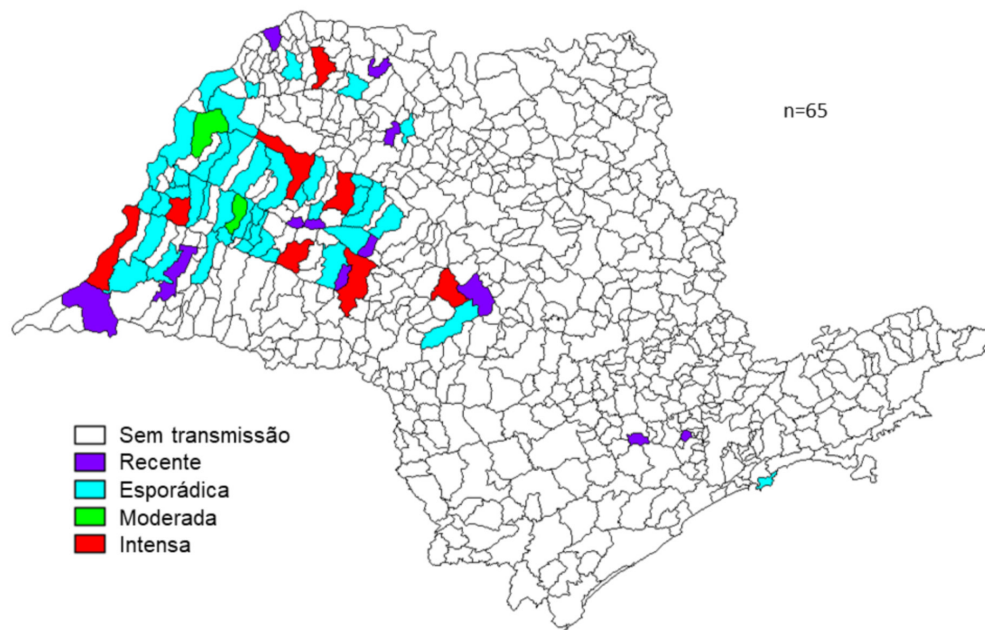 n=65
Sem transmissão
Recente
Esporádica
Moderada
Intensa